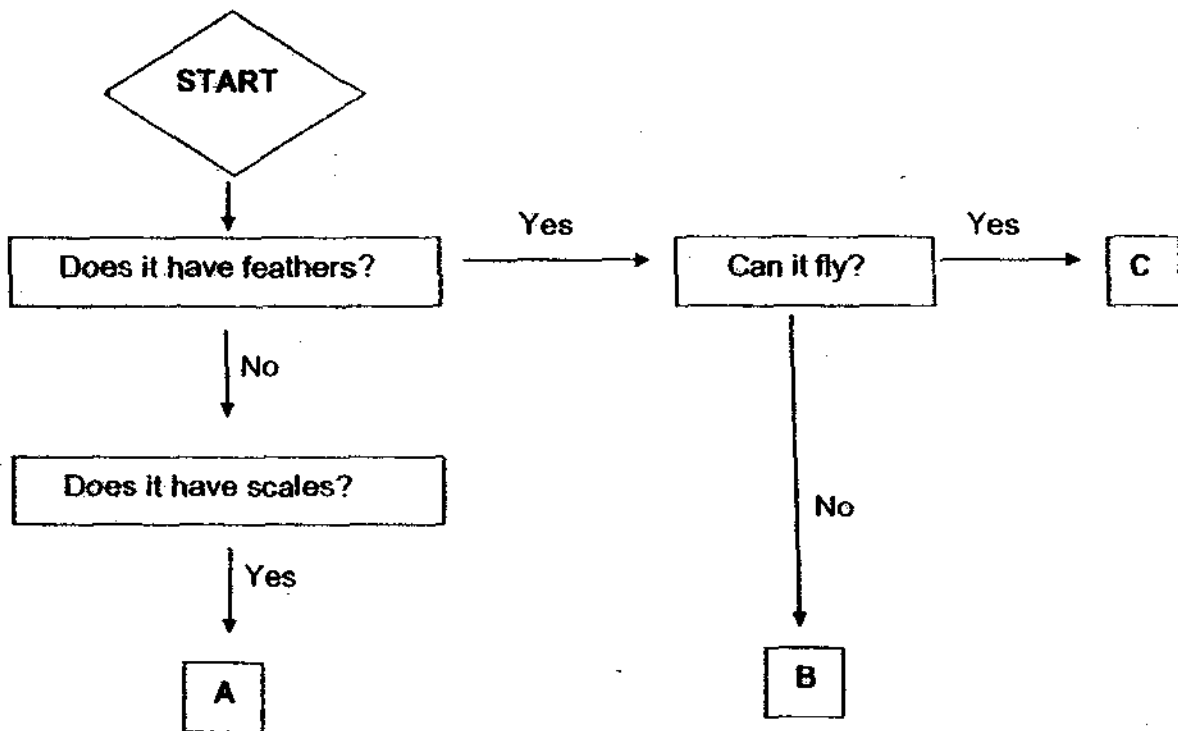 START
Yes
Yes
Does it have feathers?
Can it fly?
C
No
Does it have scales?
No
Yes
A
B